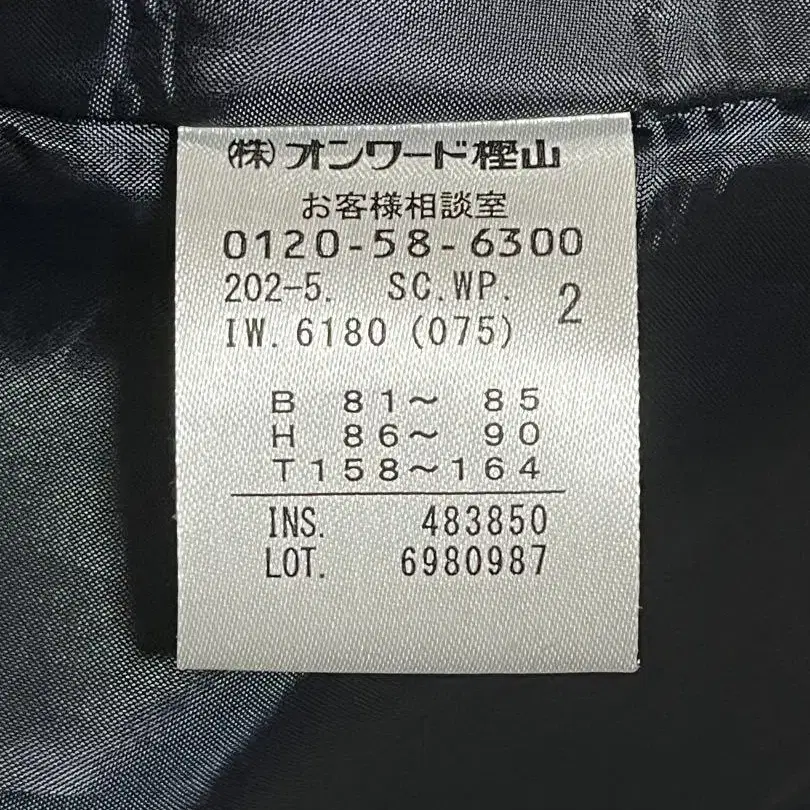 (株)オンワード樫山
お客様相談室
0120-58-6300
202-5. SC.WP. 2
IW. 6180 (075)
B 81~ 85
H 86~ 90
T158~164
INS. 483850
LOT. 6980987